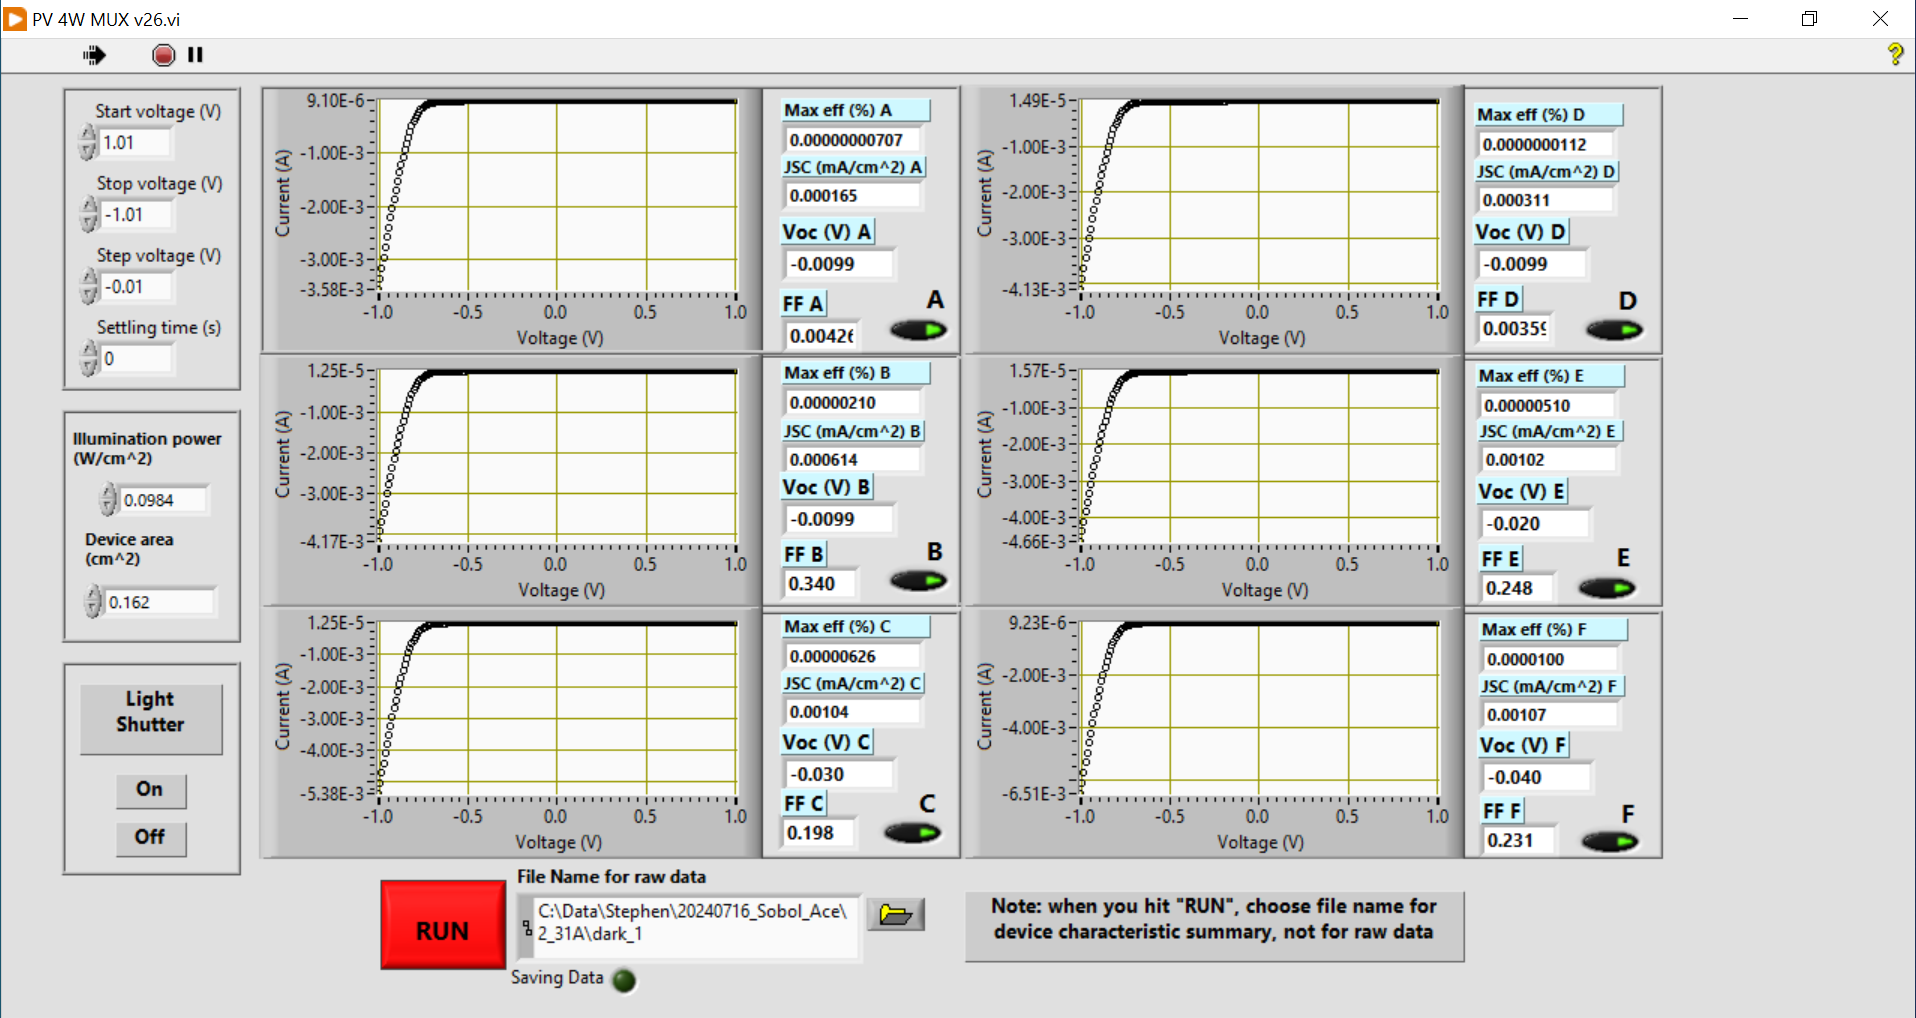 PV 4W MUX v26.vi
Start voltage (V)
1.01
Stop voltage (V)
-1.01
Step voltage (V)
-0.01
Settling time (s)
0
Illumination power
(W/cm^2)
0.0984
Device area
(cm^2)
0.162
Light
Shutter
On
Off
9.10E-6
-1.00E-3
-2.00E-3
-3.00E-3
-3.58E-3
Current (A)
-1.0 -0.5 0.0 0.5 1.0
Voltage (V)
Max eff (%) A
0.00000000707
JSC (mA/cm^2) A
0.000165
Voc (V) A
-0.0099
FF A
0.00426
A
1.49E-5
-1.00E-3
-2.00E-3
-3.00E-3
-4.13E-3
Current (A)
-1.0 -0.5 0.0 0.5 1.0
Voltage (V)
Max eff (%) D
0.0000000112
JSC (mA/cm^2) D
0.000311
Voc (V) D
-0.0099
FF D
0.00359
D
1.25E-5
-1.00E-3
-2.00E-3
-3.00E-3
-4.17E-3
Current (A)
-1.0 -0.5 0.0 0.5 1.0
Voltage (V)
Max eff (%) B
0.00000210
JSC (mA/cm^2) B
0.000614
Voc (V) B
-0.0099
FF B
0.340
B
1.57E-5
-1.00E-3
-2.00E-3
-3.00E-3
-4.00E-3
-4.66E-3
Current (A)
-1.0 -0.5 0.0 0.5 1.0
Voltage (V)
Max eff (%) E
0.00000510
JSC (mA/cm^2) E
0.00102
Voc (V) E
-0.020
FF E
0.248
E
1.25E-5
-1.00E-3
-2.00E-3
-3.00E-3
-4.00E-3
-5.38E-3
Current (A)
-1.0 -0.5 0.0 0.5 1.0
Voltage (V)
Max eff (%) C
0.00000626
JSC (mA/cm^2) C
0.00104
Voc (V) C
-0.030
FF C
0.198
C
9.23E-6
-2.00E-3
-4.00E-3
-6.51E-3
Current (A)
-1.0 -0.5 0.0 0.5 1.0
Voltage (V)
Max eff (%) F
0.0000100
JSC (mA/cm^2) F
0.00107
Voc (V) F
-0.040
FF F
0.231
F
RUN
File Name for raw data
C:\Data\Stephen\20240716_Sobol_Ace\
2_31A\dark_1
Saving Data
Note: when you hit "RUN", choose file name for
device characteristic summary, not for raw data